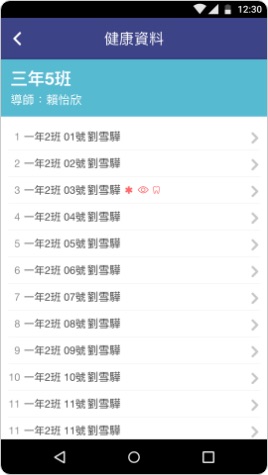 12:30
健康資料
三年5班
導師：賴怡欣
1 一年2班 01號 劉雪驊
2 一年2班 02號 劉雪驊
3 一年2班 03號 劉雪驊
4 一年2班 04號 劉雪驊
5 一年2班 05號 劉雪驊
6 一年2班 06號 劉雪驊
7 一年2班 07號 劉雪驊
8 一年2班 08號 劉雪驊
9 一年2班 09號 劉雪驊
10 一年2班 10號 劉雪驊
11 一年2班 11號 劉雪驊
11 一年2班 11號 劉雪驊